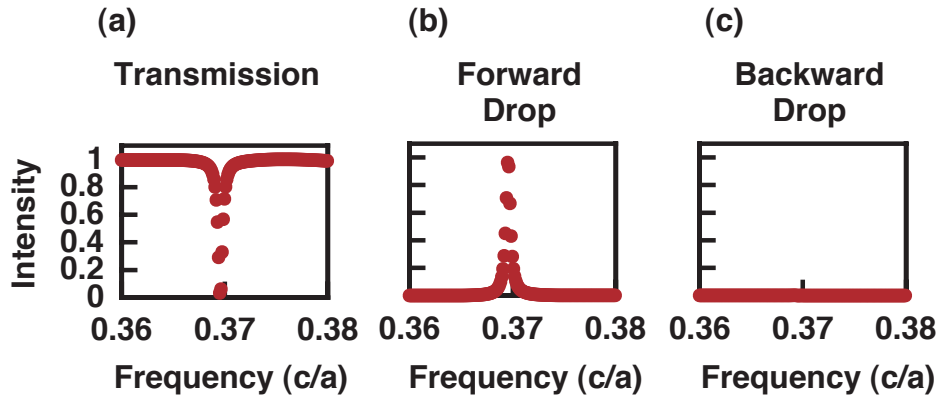 (a) (b) (c)
Transmission Forward Drop Backward Drop
Intensity
1
0.8
0.6
0.4
0.2
0
0.36 0.37 0.38 0.36 0.37 0.38 0.36 0.37 0.38
Frequency (c/a) Frequency (c/a) Frequency (c/a)